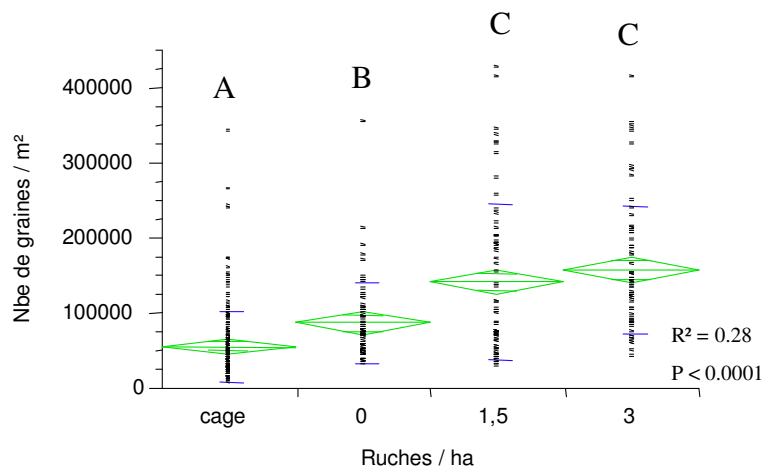 C C
B
A
400000
300000
200000
100000
0
Nbe de graines / m²
R² = 0.28
P < 0.0001
cage 0 1,5 3
Ruches / ha